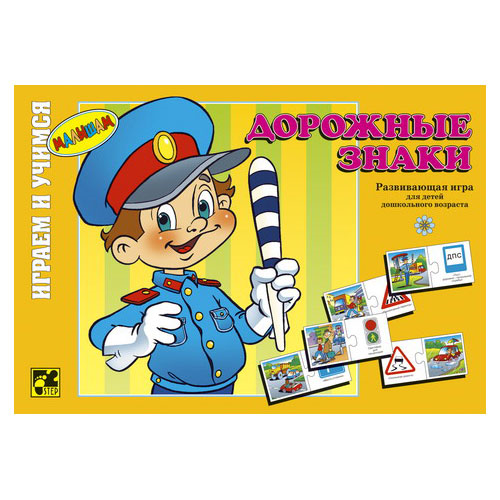 ИГРАЕМ И УЧИМСЯ
МАЛЫШАМ
ДОРОЖНЫЕ
ЗНАКИ
Развивающая игра
для детей
дошкольного возраста
ДПС
STEP